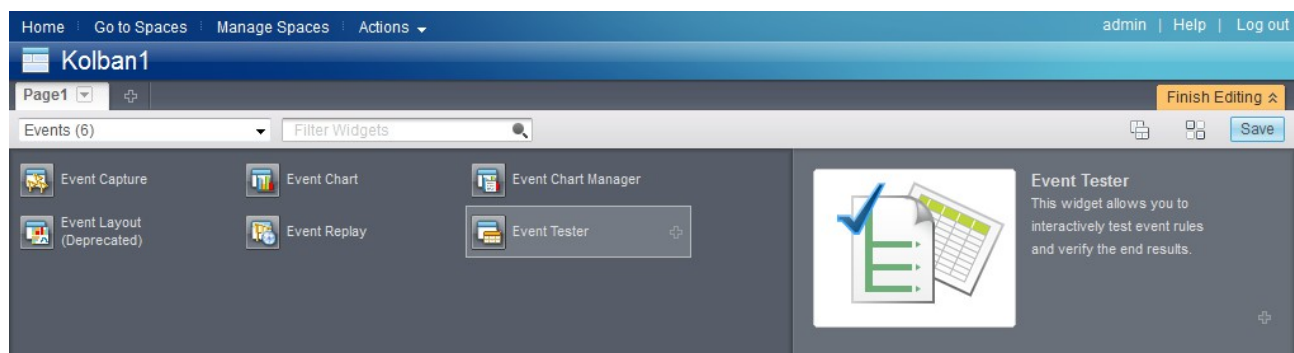 Home Go to Spaces Manage Spaces Actions admin | Help | Log out
Kolban1
Page1 Finish Editing
Events (6) Filter Widgets Save
Event Capture Event Chart Event Chart Manager
Event Layout
(Deprecated) Event Replay Event Tester
Event Tester
This widget allows you to
interactively test event rules
and verify the end results.